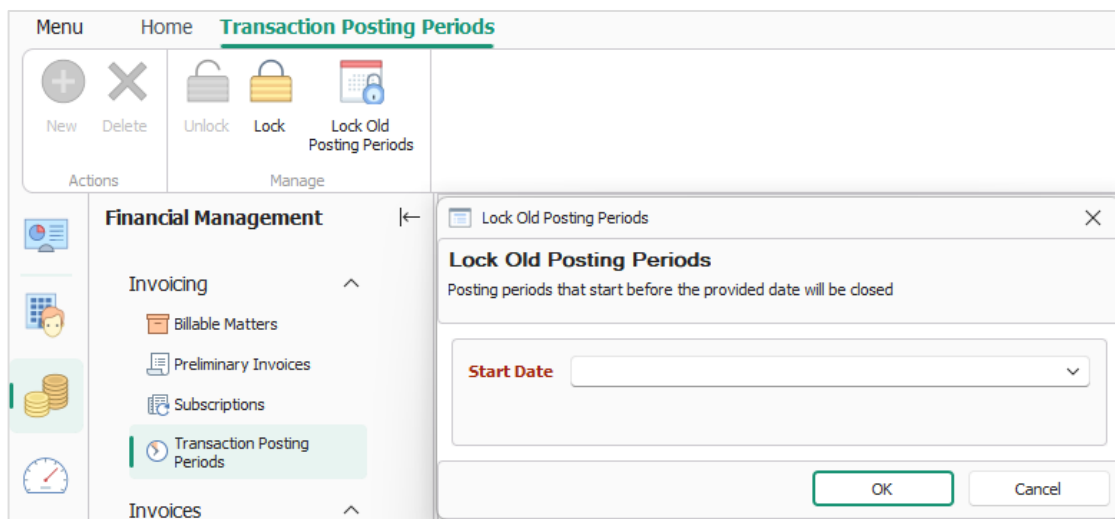 Menu Home Transaction Posting Periods
New Delete Unlock Lock Lock Old
Posting Periods
Actions Manage
Financial Management
Invoicing
Billable Matters
Preliminary Invoices
Subscriptions
Transaction Posting
Periods
Invoices
Lock Old Posting Periods
Lock Old Posting Periods
Posting periods that start before the provided date will be closed
Start Date
OK Cancel